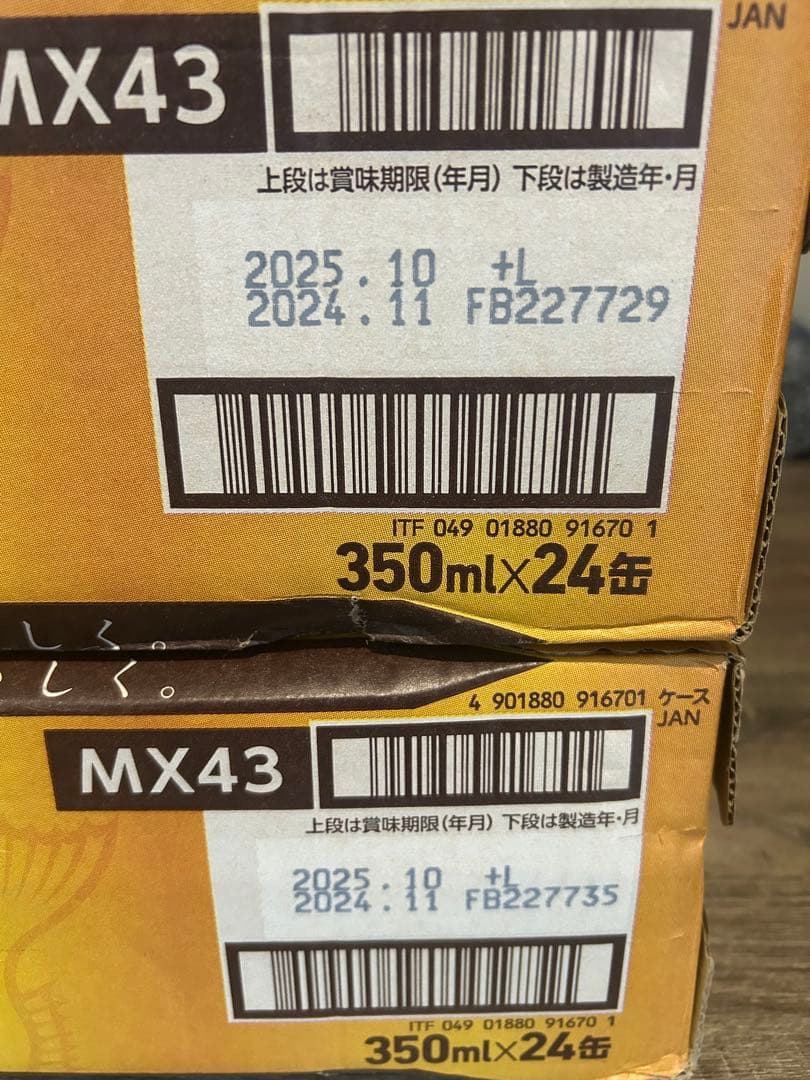 JAN
MX43
上段は賞味期限(年月) 下段は製造年・月
2025.10 +L
2024.11 FB227729
ITF 049 01880 91670 1
350ml×24缶
しく。
しく。
4 901880 916701 ケース
JAN
MX43
上段は賞味期限(年月) 下段は製造年・月
2025.10 +L
2024.11 FB227735
ITF 049 01880 91670 1
350ml×24缶